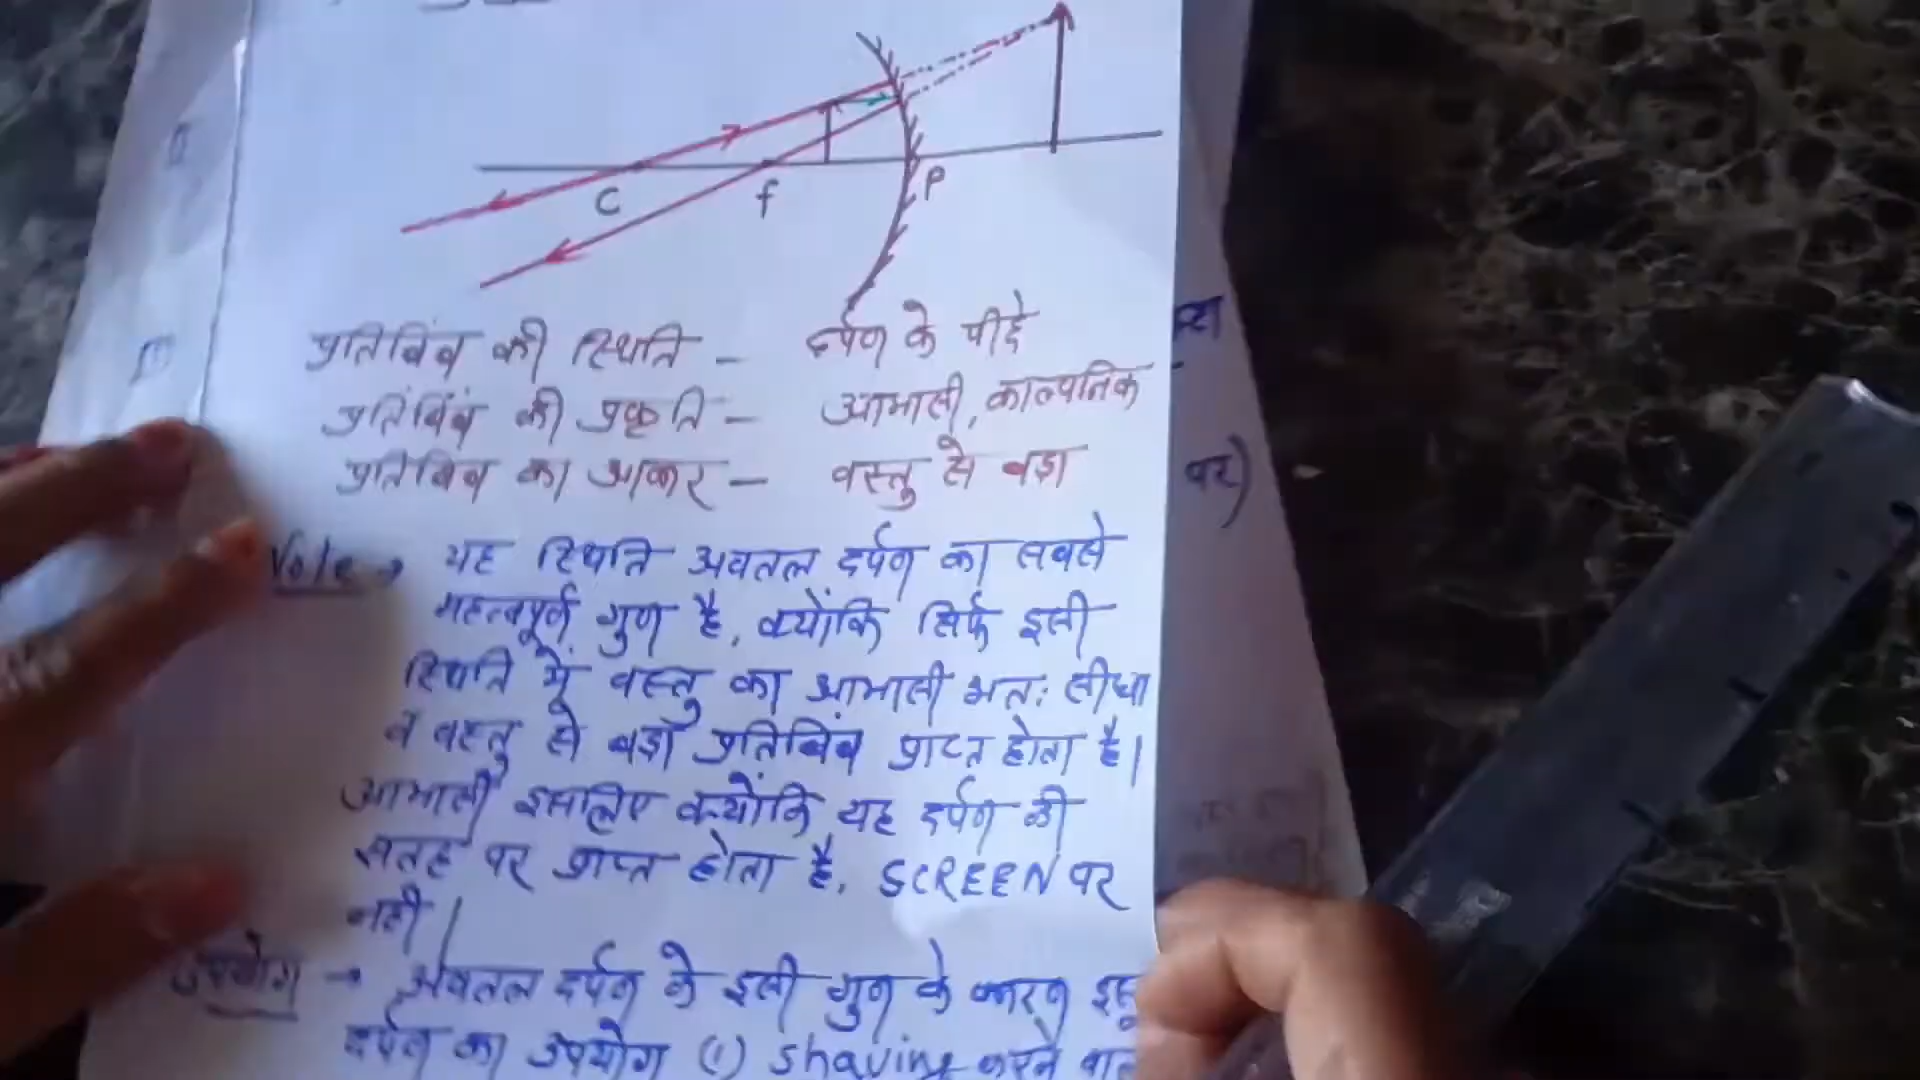 C f P
प्रतिबिंब की स्थिति – दर्पण के पीछे
प्रतिबिंब की प्रकृति – आभासी, काल्पनिक
प्रतिबिंब का आकार – वस्तु से बड़ा
पर)
Note → यह स्थिति अवतल दर्पण का सबसे
महत्वपूर्ण गुण है, क्योंकि सिर्फ इसी
स्थिति में वस्तु का आभासी अतः सीधा
व वस्तु से बड़ा प्रतिबिंब प्राप्त होता है।
आभासी इसलिए क्योंकि यह दर्पण की
सतह पर प्राप्त होता है, SCREEN पर
नही।
उपयोग → अवतल दर्पण के इसी गुण के कारण
दर्पण का उपयोग (1) Shaving करने